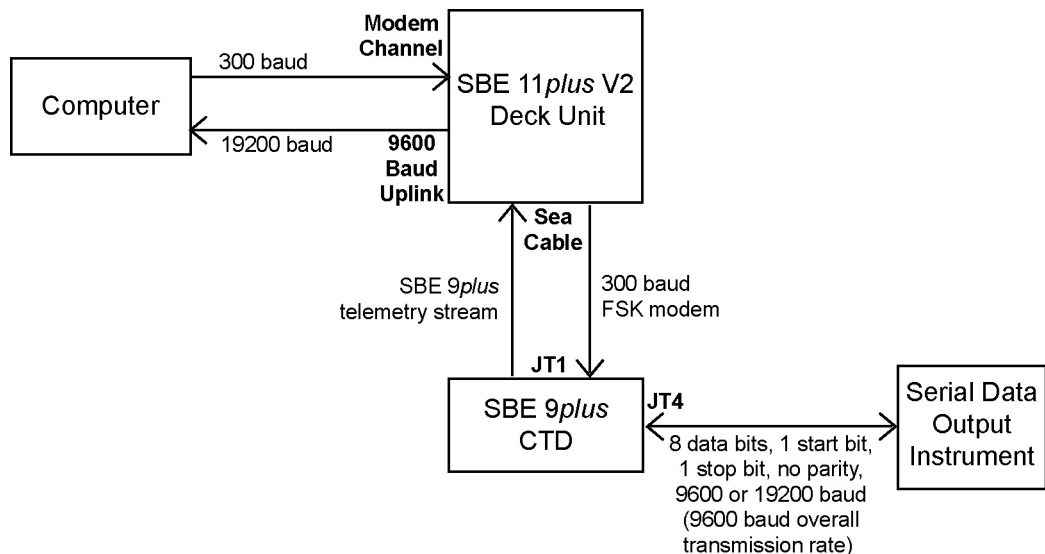 Modem
Channel
300 baud
Computer
SBE 11plus V2
Deck Unit
19200 baud
9600
Baud
Uplink
Sea
Cable
SBE 9plus
telemetry stream
300 baud
FSK modem
JT1
SBE 9plus
CTD
JT4
8 data bits, 1 start bit,
1 stop bit, no parity,
9600 or 19200 baud
(9600 baud overall
transmission rate)
Serial Data
Output
Instrument